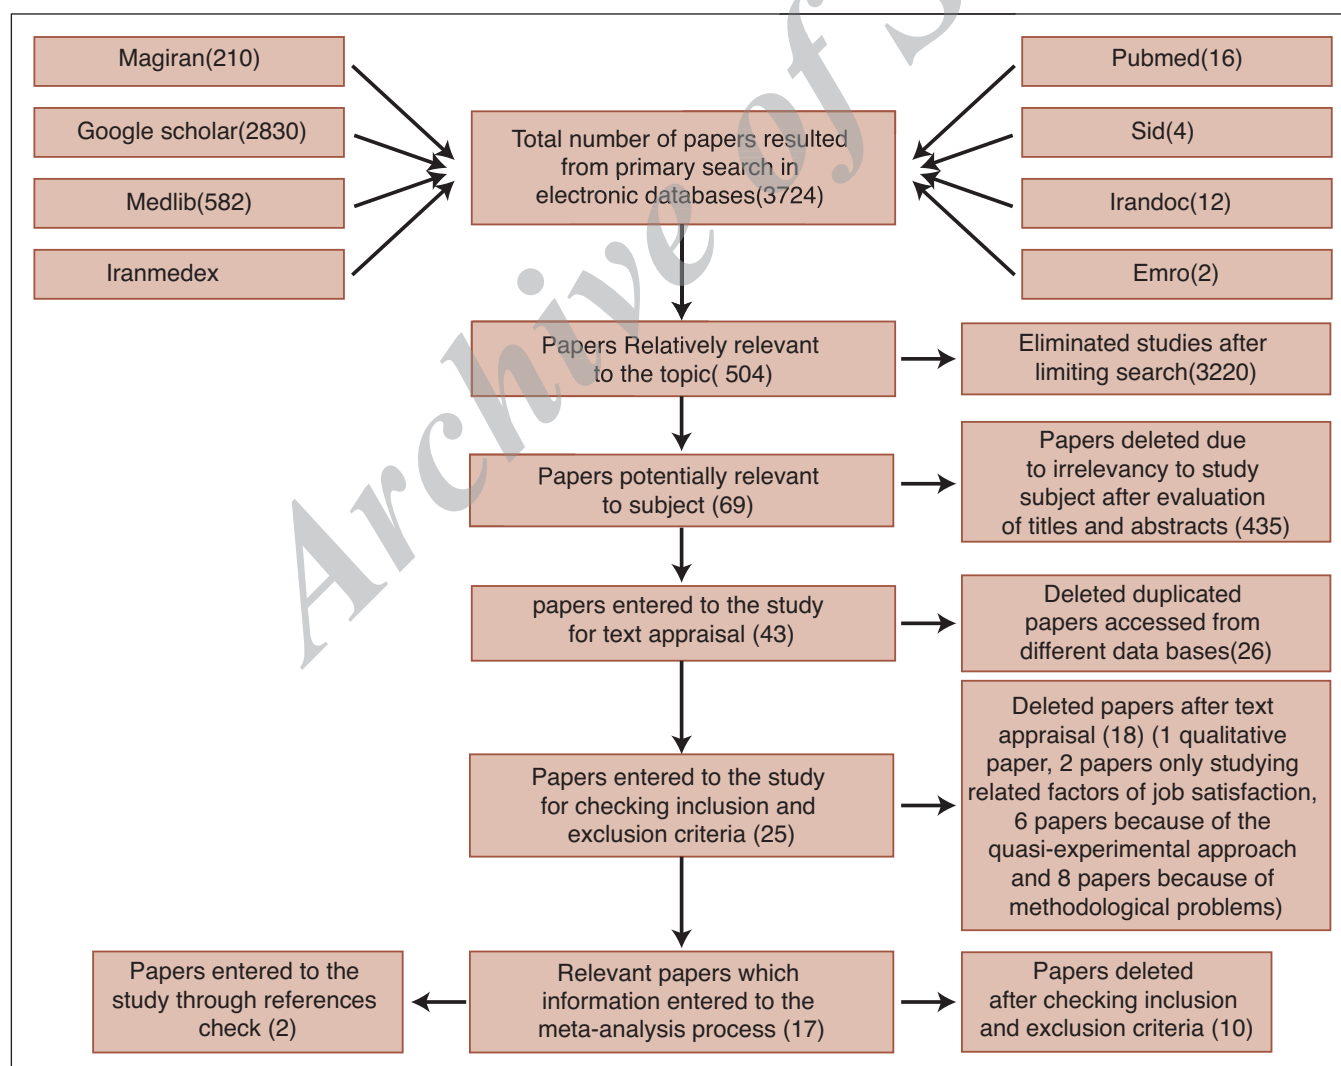 Magiran(210)
Google scholar(2830)
Medlib(582)
Iranmedex
Pubmed(16)
Sid(4)
Irandoc(12)
Emro(2)
Total number of papers resulted
from primary search in
electronic databases(3724)
Papers Relatively relevant
to the topic( 504)
Eliminated studies after
limiting search(3220)
Papers potentially relevant
to subject (69)
Papers deleted due
to irrelevancy to study
subject after evaluation
of titles and abstracts (435)
papers entered to the study
for text appraisal (43)
Deleted duplicated
papers accessed from
different data bases(26)
Papers entered to the study
for checking inclusion and
exclusion criteria (25)
Deleted papers after text
appraisal (18) (1 qualitative
paper, 2 papers only studying
related factors of job satisfaction,
6 papers because of the
quasi-experimental approach
and 8 papers because of
methodological problems)
Papers entered to the
study through references
check (2)
Relevant papers which
information entered to the
meta-analysis process (17)
Papers deleted
after checking inclusion
and exclusion criteria (10)
Archive of S